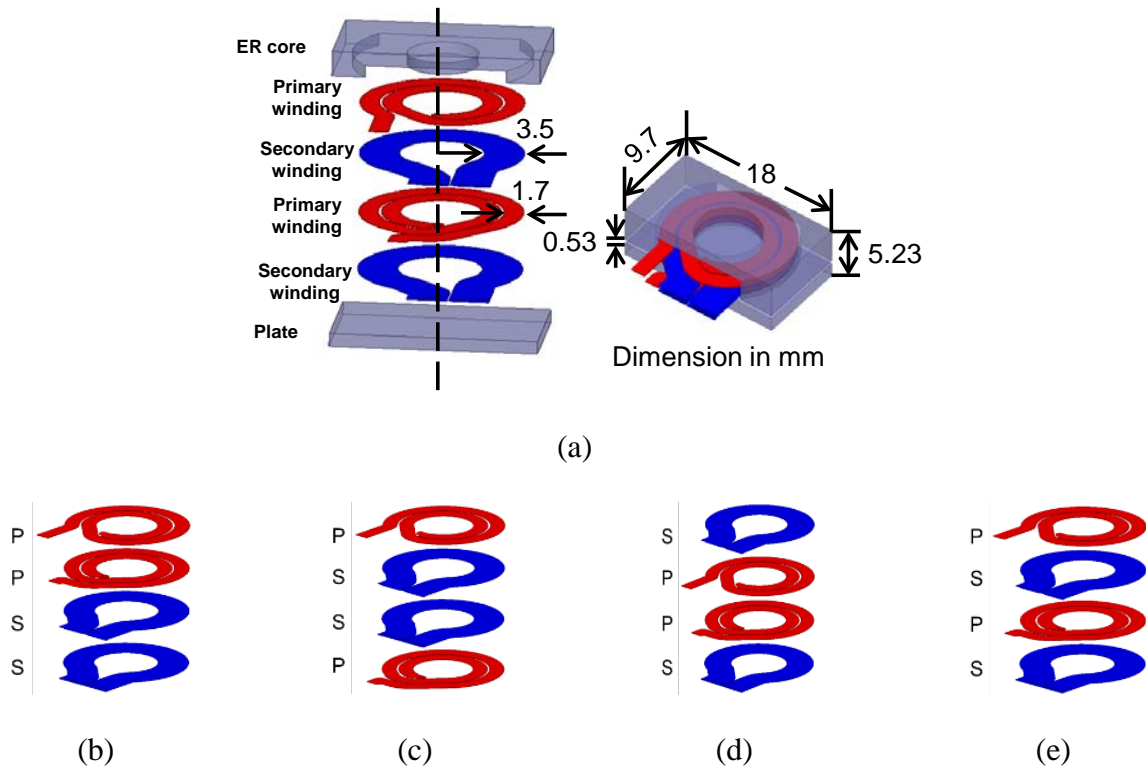 ER core
Primary
winding
3.5
Secondary
winding
1.7
Primary
winding
Secondary
winding
Plate
9.7
18
0.53
5.23
Dimension in mm
(a)
P
P
S
S
P
S
S
P
S
P
P
S
P
S
P
S
(b)
(c)
(d)
(e)